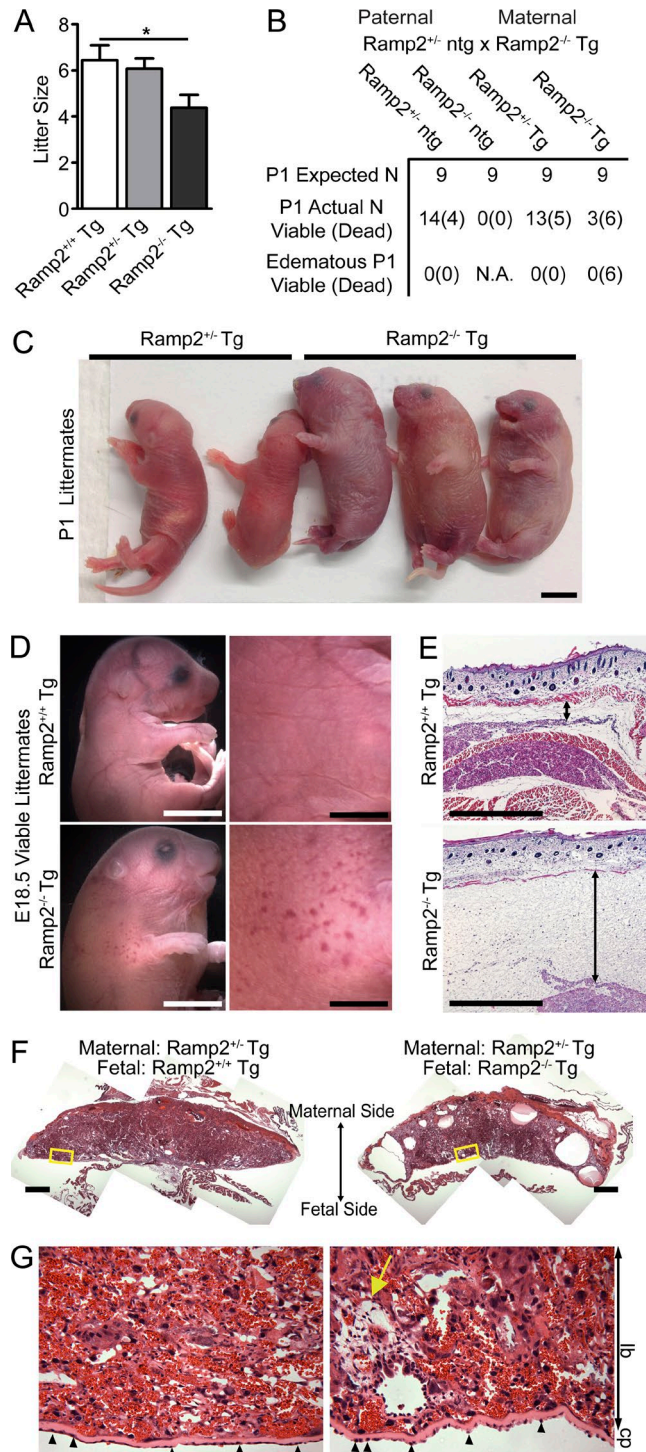 A
*
Litter Size
8
6
4
2
0
Ramp2+/+ Tg
Ramp2+/- Tg
Ramp2-/- Tg
B
Paternal Maternal
Ramp2+/- ntg x Ramp2-/- Tg
Ramp2+/- ntg
Ramp2-/- ntg
Ramp2+/- Tg
Ramp2-/- Tg
P1 Expected N 9 9 9 9
P1 Actual N
Viable (Dead) 14(4) 0(0) 13(5) 3(6)
Edematous P1
Viable (Dead) 0(0) N.A. 0(0) 0(6)
C
Ramp2+/- Tg Ramp2-/- Tg
P1 Littermates
D
E18.5 Viable Littermates
Ramp2+/+ Tg
Ramp2-/- Tg
E
Ramp2+/+ Tg
Ramp2-/- Tg
F
Maternal: Ramp2+/- Tg
Fetal: Ramp2+/+ Tg
Maternal: Ramp2+/- Tg
Fetal: Ramp2-/- Tg
Maternal Side
Fetal Side
G
lb
cp